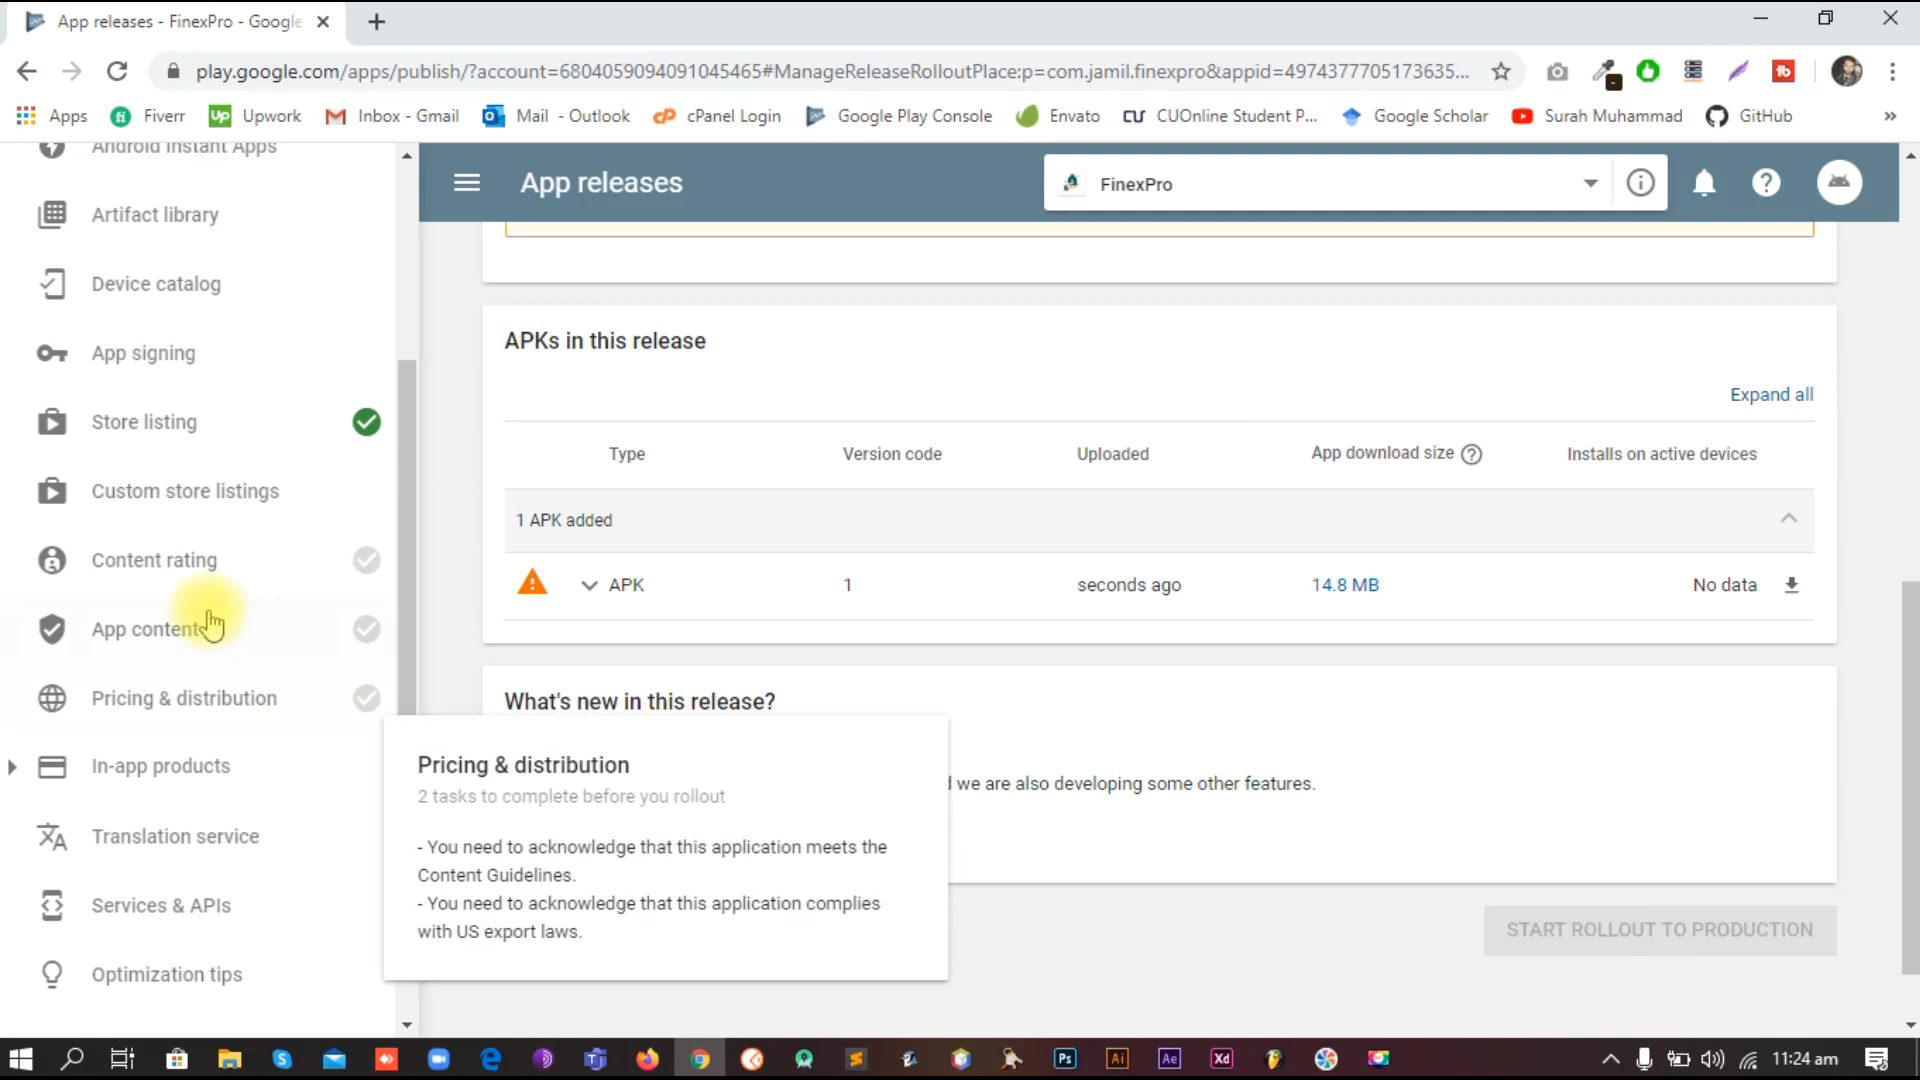 App releases - FinexPro - Google
play.google.com/apps/publish/?account=6804059094091045465#ManageReleaseRolloutPlace:p=com.jamil.finexpro&appid=4974377705173635...
Apps
Fiverr
Upwork
Inbox - Gmail
Mail - Outlook
cPanel Login
Google Play Console
Envato
CUOnline Student P...
Google Scholar
Surah Muhammad
GitHub
»
Android Instant Apps
Artifact library
Device catalog
App signing
Store listing
Custom store listings
Content rating
App content
Pricing & distribution
In-app products
Translation service
Services & APIs
Optimization tips
App releases
FinexPro
APKs in this release
Expand all
Type Version code Uploaded App download size Installs on active devices
1 APK added
APK 1 seconds ago 14.8 MB No data
What's new in this release?
we are also developing some other features.
Pricing & distribution
2 tasks to complete before you rollout
- You need to acknowledge that this application meets the
Content Guidelines.
- You need to acknowledge that this application complies
with US export laws.
START ROLLOUT TO PRODUCTION
Ps
Ai
Ae
Xd
11:24 am